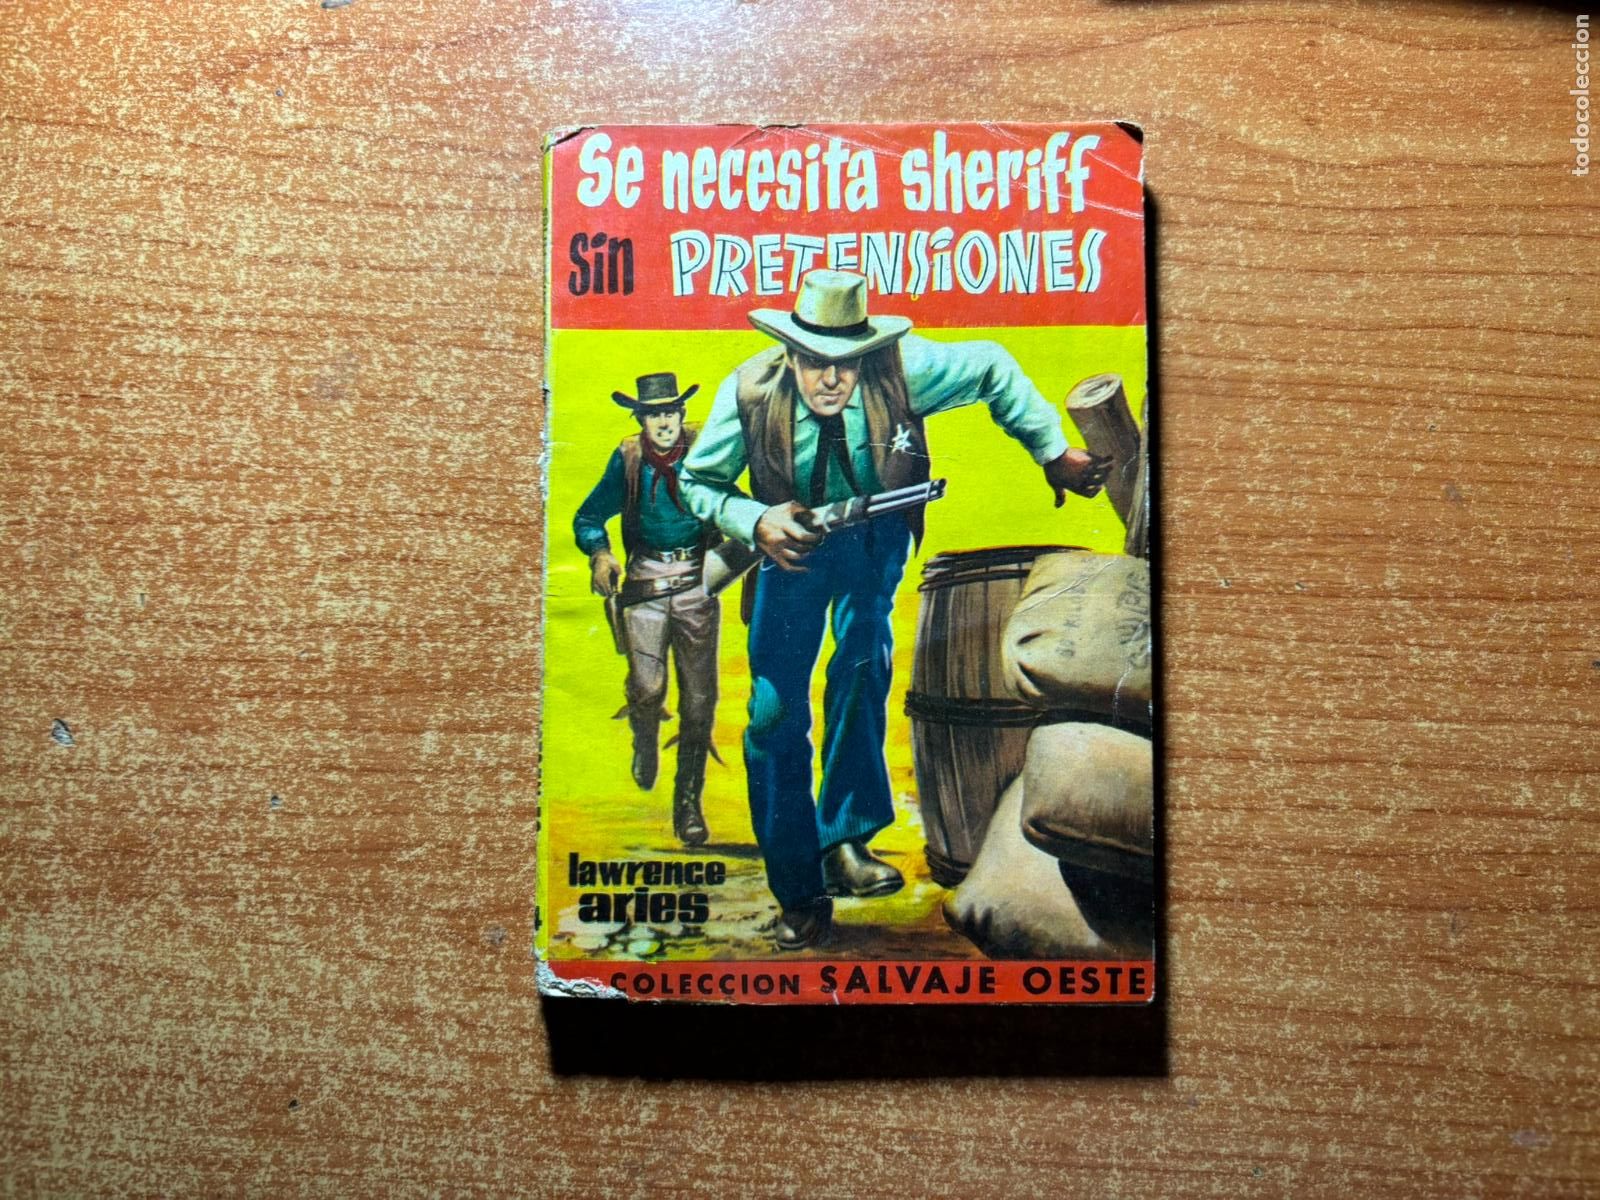 Se necesita sheriff
sin PRETENSIONES
lawrence
aries
COLECCION SALVAJE OESTE
todocoleccion